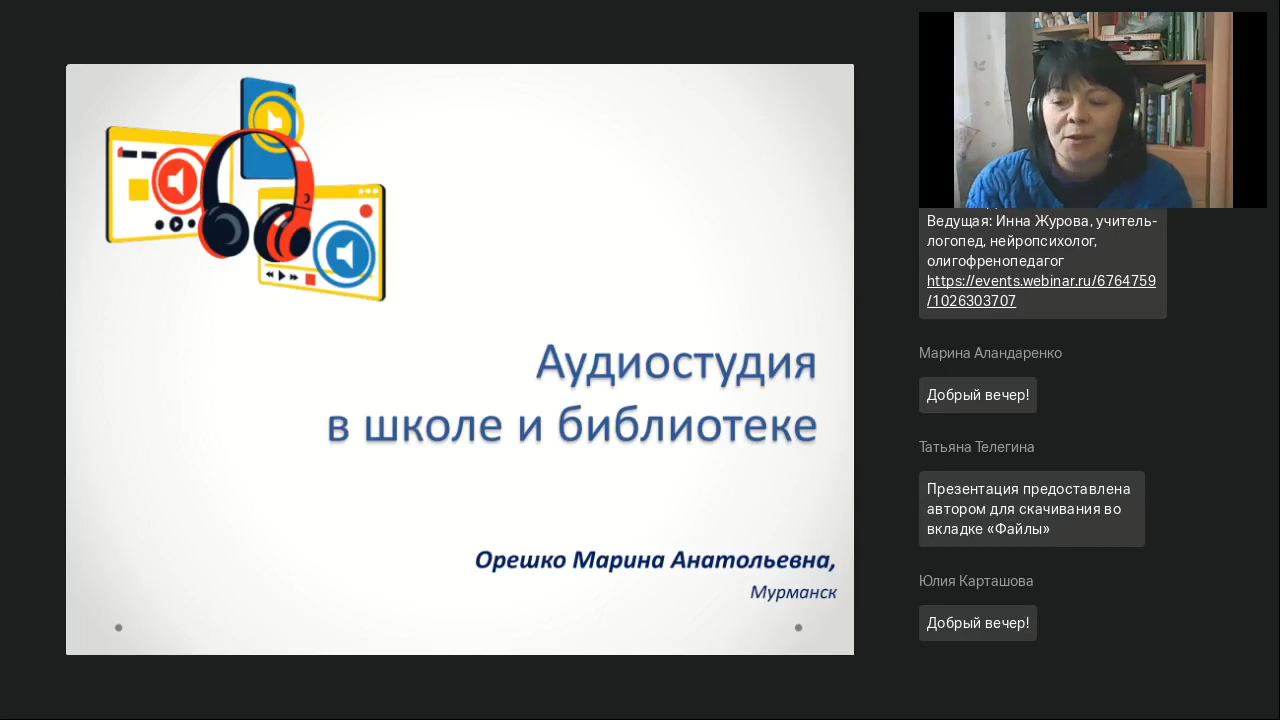 Аудиостудия
в школе и библиотеке
Орешко Марина Анатольевна,
Мурманск
Ведущая: Инна Журова, учитель-
логопед, нейропсихолог,
олигофренопедагог
https://events.webinar.ru/6764759
/1026303707
Марина Аландаренко
Добрый вечер!
Татьяна Телегина
Презентация предоставлена
автором для скачивания во
вкладке «Файлы»
Юлия Карташова
Добрый вечер!